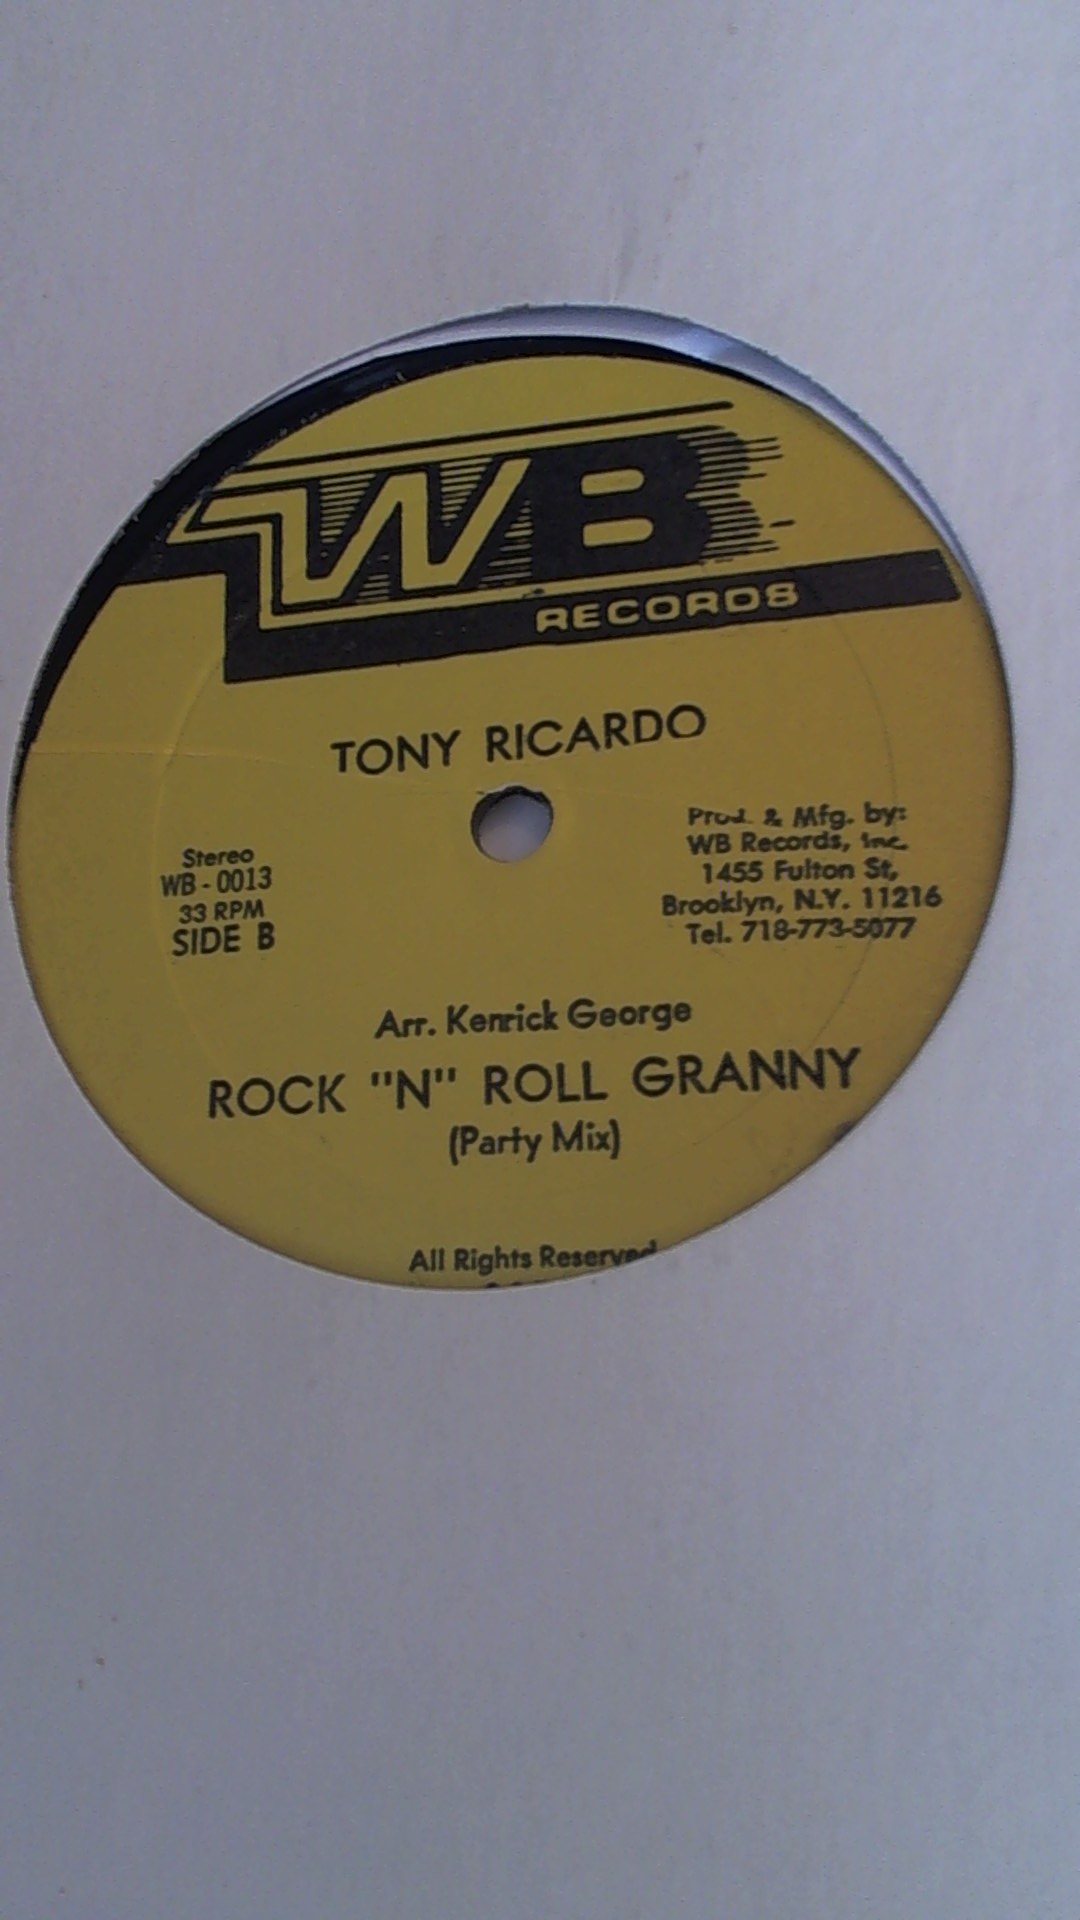 WB
RECORDS
TONY RICARDO
Stereo
WB - 0013
33 RPM
SIDE B
Prod. & Mfg. by:
WB Records, Inc.
1455 Fulton St,
Brooklyn, N.Y. 11216
Tel. 718-773-5077
Arr. Kenrick George
ROCK "N" ROLL GRANNY
(Party Mix)
All Rights Reserved